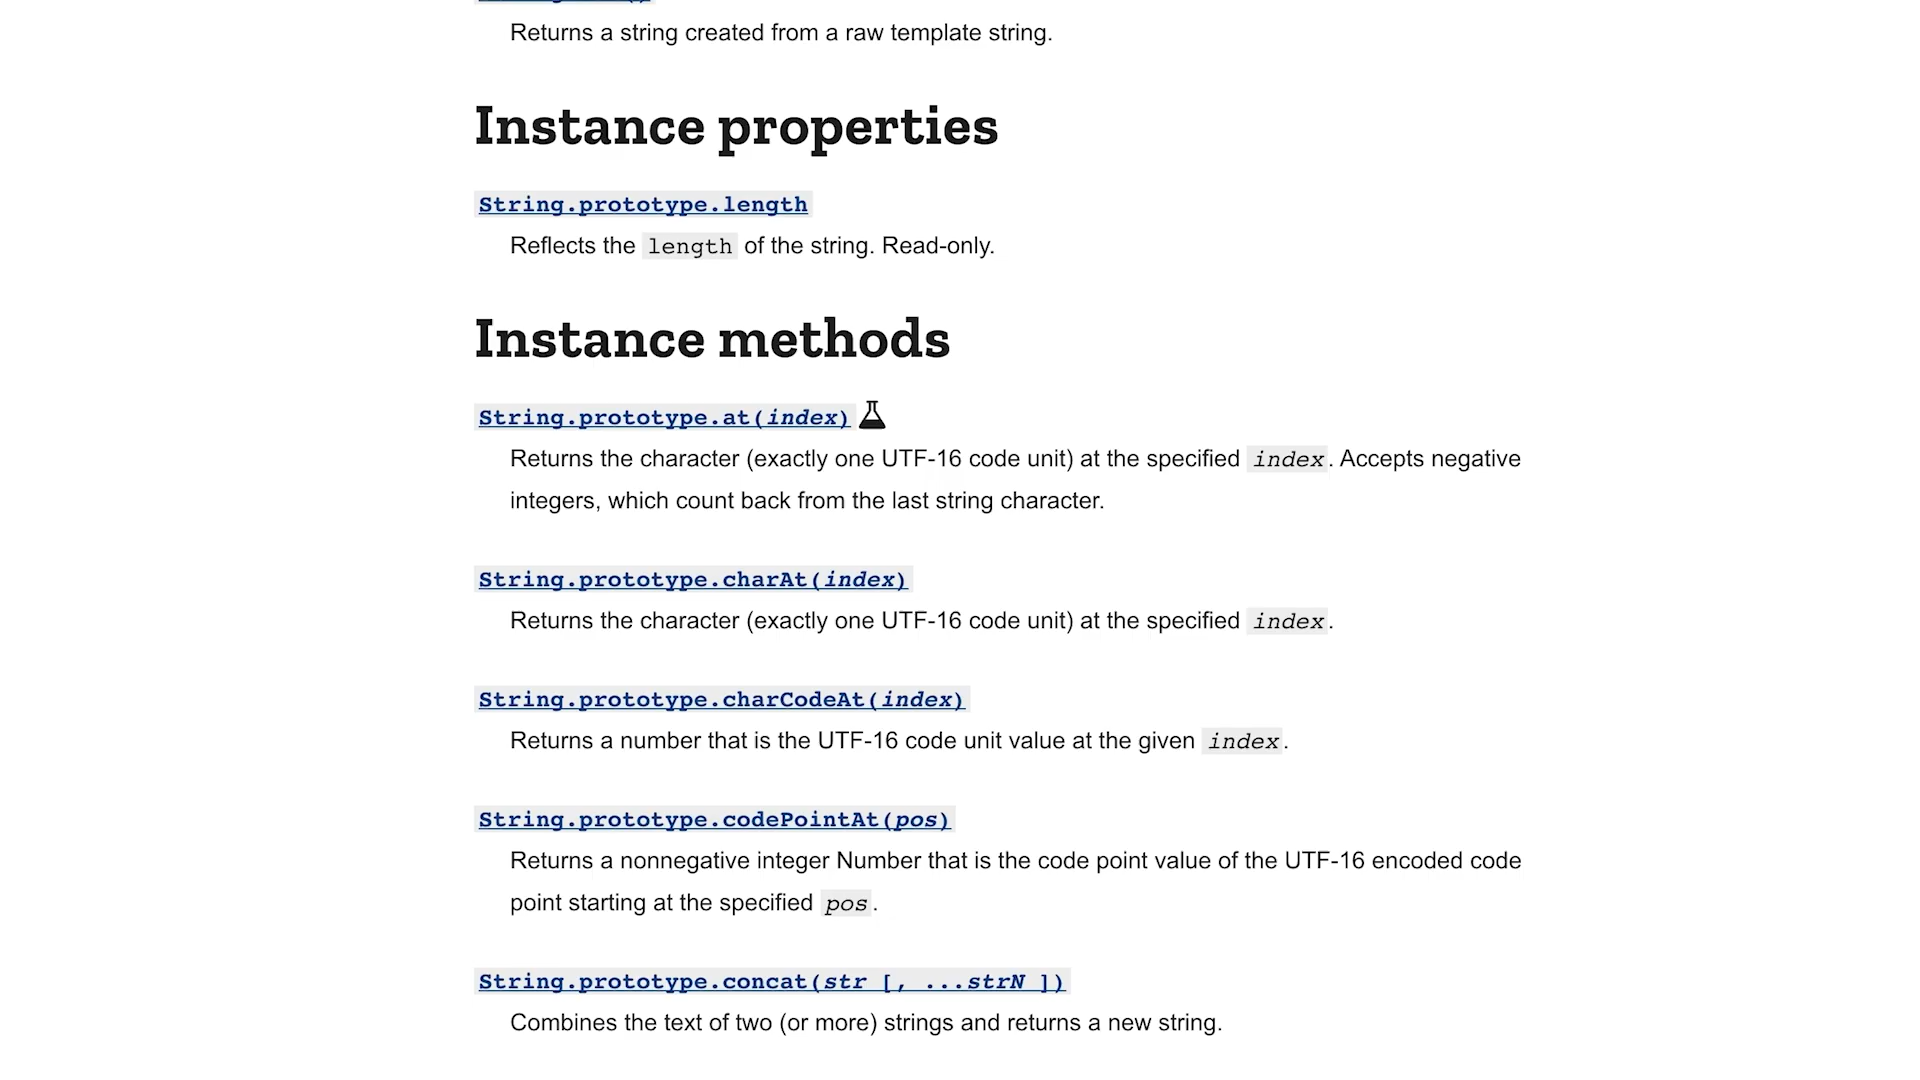 Returns a string created from a raw template string.
Instance properties
String.prototype.length
Reflects the length of the string. Read-only.
Instance methods
String.prototype.at(index)
Returns the character (exactly one UTF-16 code unit) at the specified index. Accepts negative
integers, which count back from the last string character.
String.prototype.charAt(index)
Returns the character (exactly one UTF-16 code unit) at the specified index.
String.prototype.charCodeAt(index)
Returns a number that is the UTF-16 code unit value at the given index.
String.prototype.codePointAt(pos)
Returns a nonnegative integer Number that is the code point value of the UTF-16 encoded code
point starting at the specified pos.
String.prototype.concat(str [, ...strN ])
Combines the text of two (or more) strings and returns a new string.